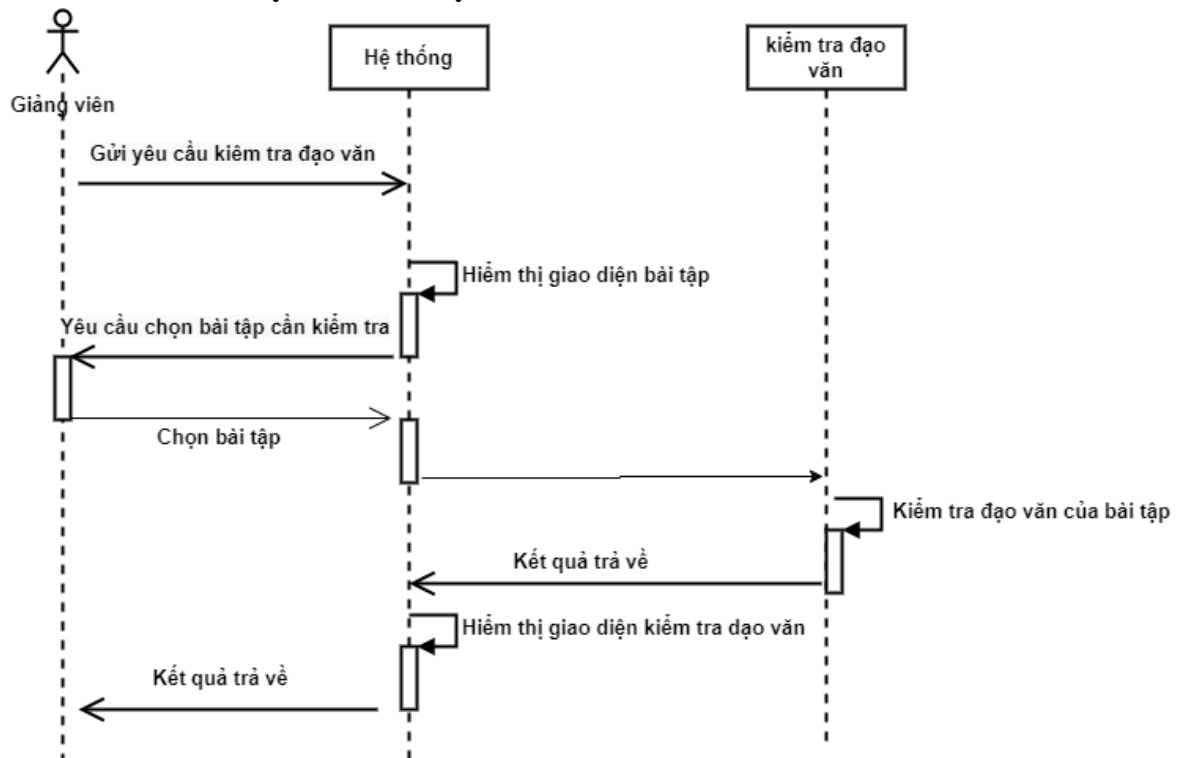 Hệ thống
kiểm tra đạo
văn
Giảng viên
Gửi yêu cầu kiêm tra đạo văn
Hiểm thị giao diện bài tập
Yêu cầu chọn bài tập cần kiểm tra
Chọn bài tập
Kiểm tra đạo văn của bài tập
Kết quả trả về
Hiểm thị giao diện kiểm tra dạo văn
Kết quả trả về